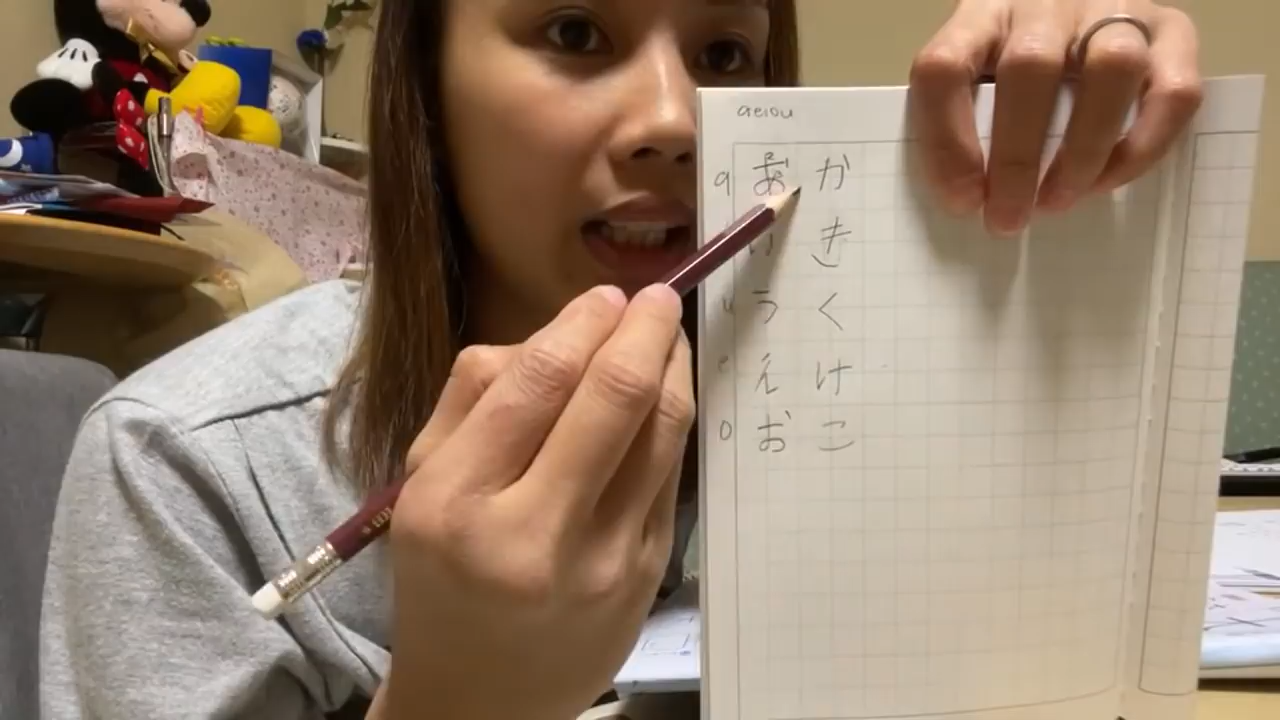 aeiou
a あ か
い き
u う く
e え け
o お こ